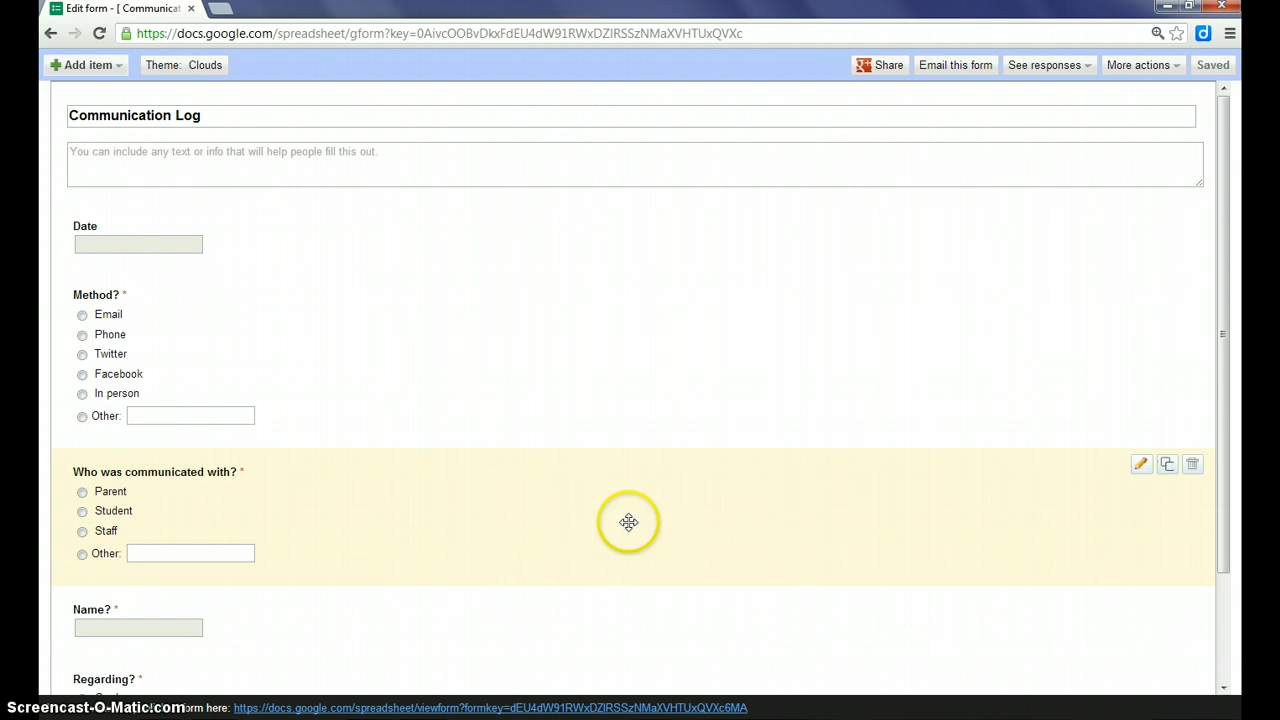 Edit form - [ Communicat
https://docs.google.com/spreadsheet/gform?key=0AivcOOBvDkxFdEU4dW91RWxDZlRSSzNMaXVHTUxQVXc
Add item Theme: Clouds Share Email this form See responses More actions Saved
Communication Log
You can include any text or info that will help people fill this out.
Date
Method? *
Email
Phone
Twitter
Facebook
In person
Other:
Who was communicated with? *
Parent
Student
Staff
Other:
Name? *
Regarding? *
Screencast-O-Matic.com form here: https://docs.google.com/spreadsheet/viewform?formkey=dEU4dW91RWxDZlRSSzNMaXVHTUxQVXc6MA